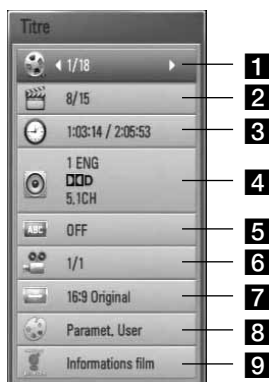 Titre
1/18
1
8/15
2
1:03:14 / 2:05:53
3
1 ENG
D
5.1CH
4
ABC
OFF
5
1/1
6
16:9 Original
7
Paramet. User
8
Informations film
9